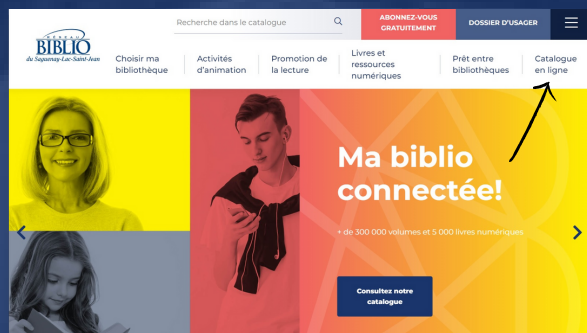 Recherche dans le catalogue
ABONNEZ-VOUS
GRATUITEMENT
DOSSIER D'USAGER
RÉSEAU
BIBLIO
du Saguenay-Lac-Saint-Jean
Choisir ma
bibliothèque
Activités
d'animation
Promotion de
la lecture
Livres et
ressources
numériques
Prêt entre
bibliothèques
Catalogue
en ligne
Ma biblio
connectée!
+ de 300 000 volumes et 5 000 livres numériques
Consultez notre
catalogue